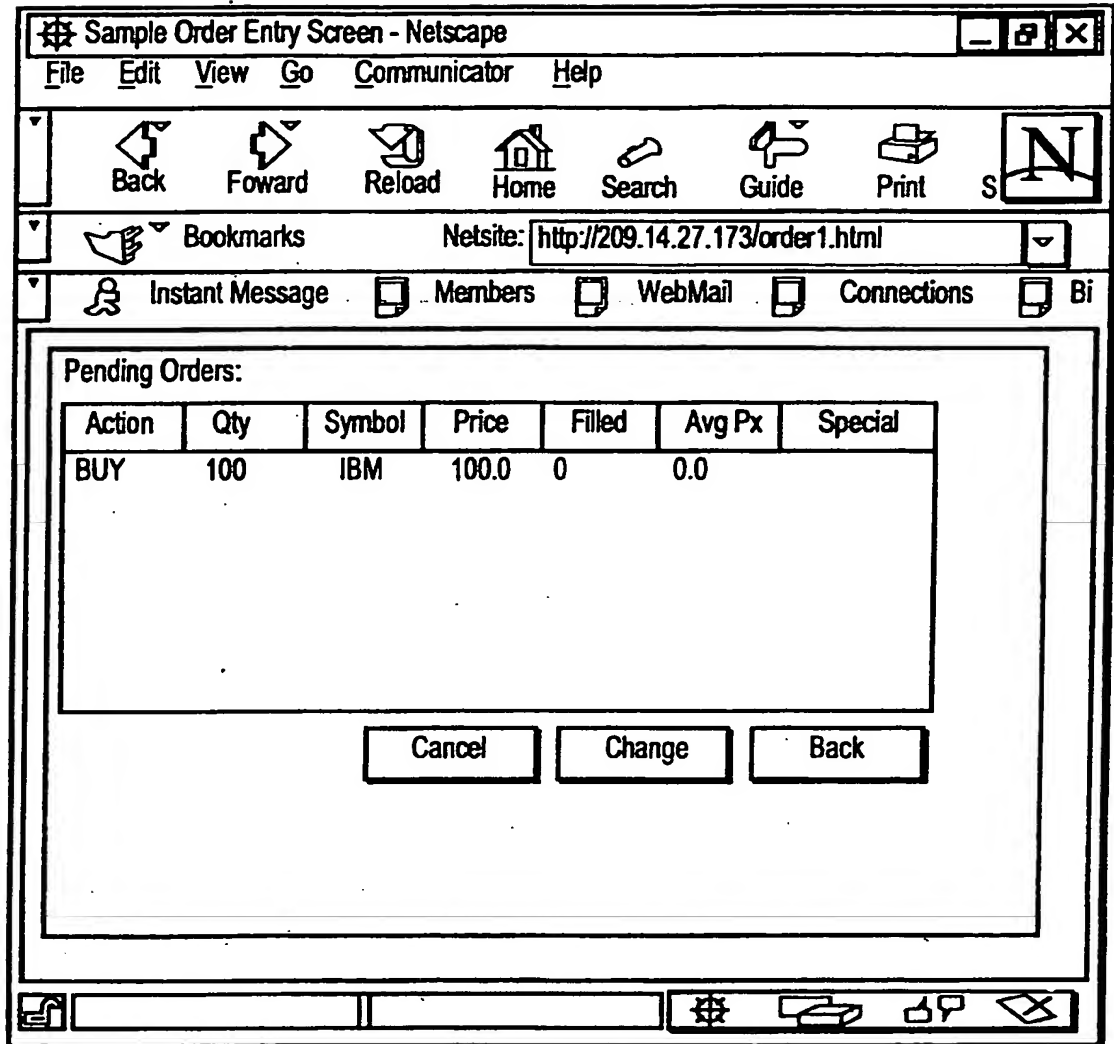 Sample Order Entry Screen - Netscape
File Edit View Go Communicator Help
Back Foward Reload Home Search Guide Print S N
Bookmarks Netsite: http://209.14.27.173/order1.html
Instant Message Members WebMail Connections Bi
Pending Orders:
Action Qty Symbol Price Filled Avg Px Special
BUY 100 IBM 100.0 0 0.0
Cancel Change Back